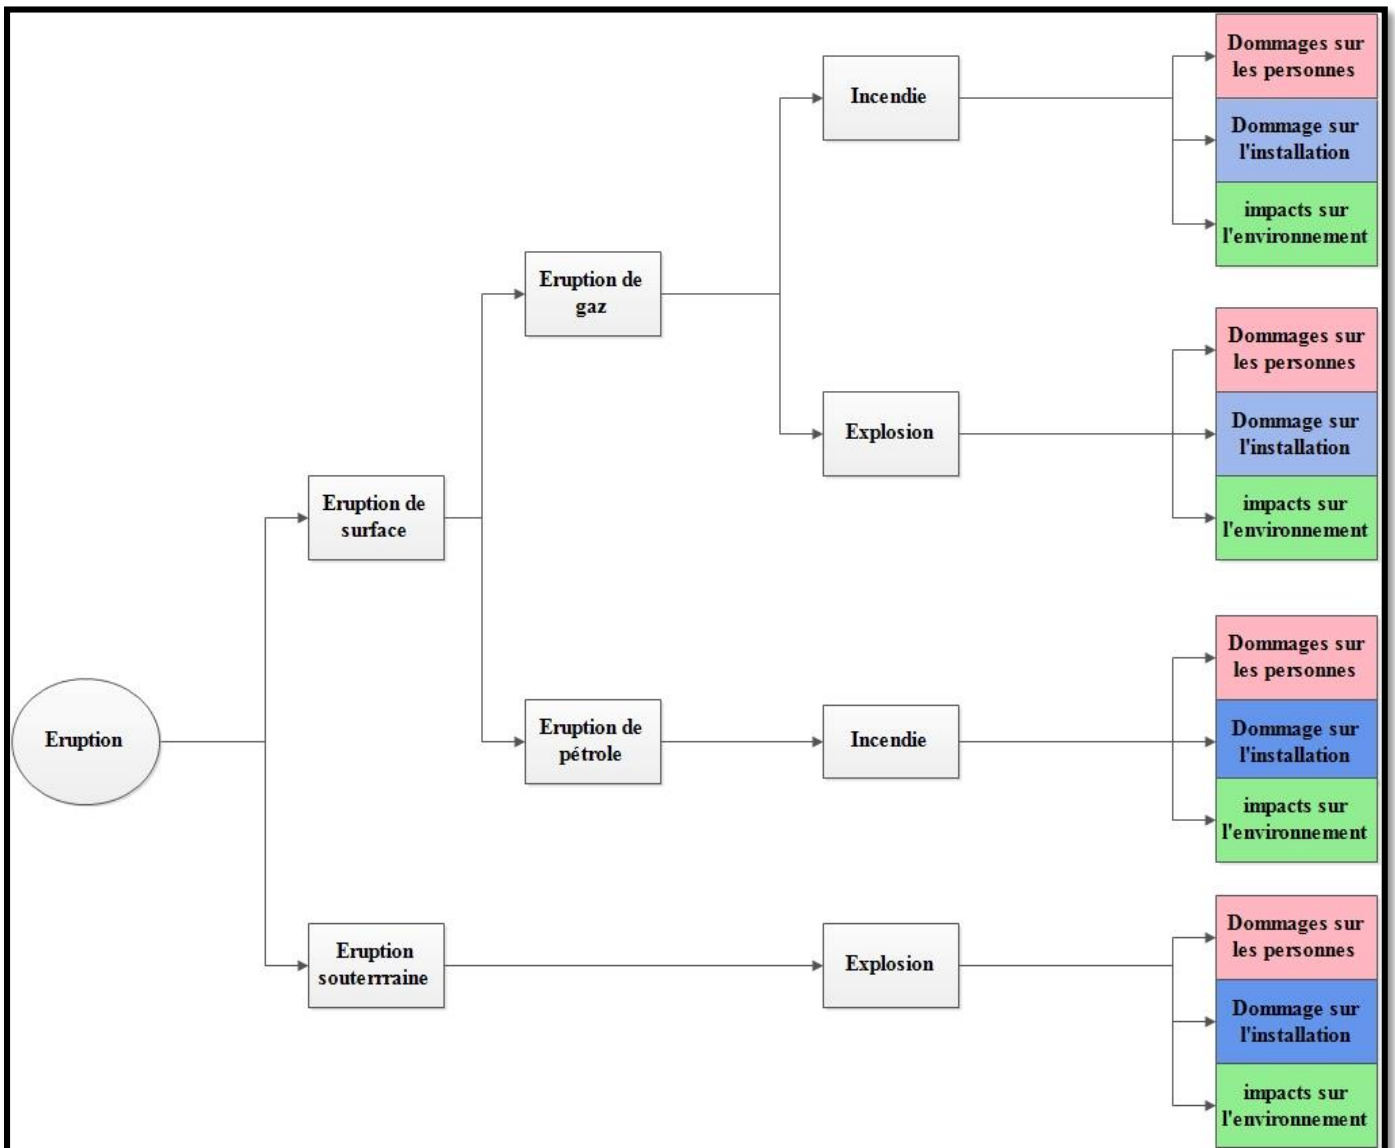 Dommages sur
les personnes
Incendie
Dommage sur
l'installation
impacts sur
l'environnement
Eruption de
gaz
Dommages sur
les personnes
Explosion
Dommage sur
l'installation
impacts sur
l'environnement
Eruption de
surface
Dommages sur
les personnes
Eruption
Eruption de
pétrole
Incendie
Dommage sur
l'installation
impacts sur
l'environnement
Eruption
souterrraine
Explosion
Dommages sur
les personnes
Dommage sur
l'installation
impacts sur
l'environnement